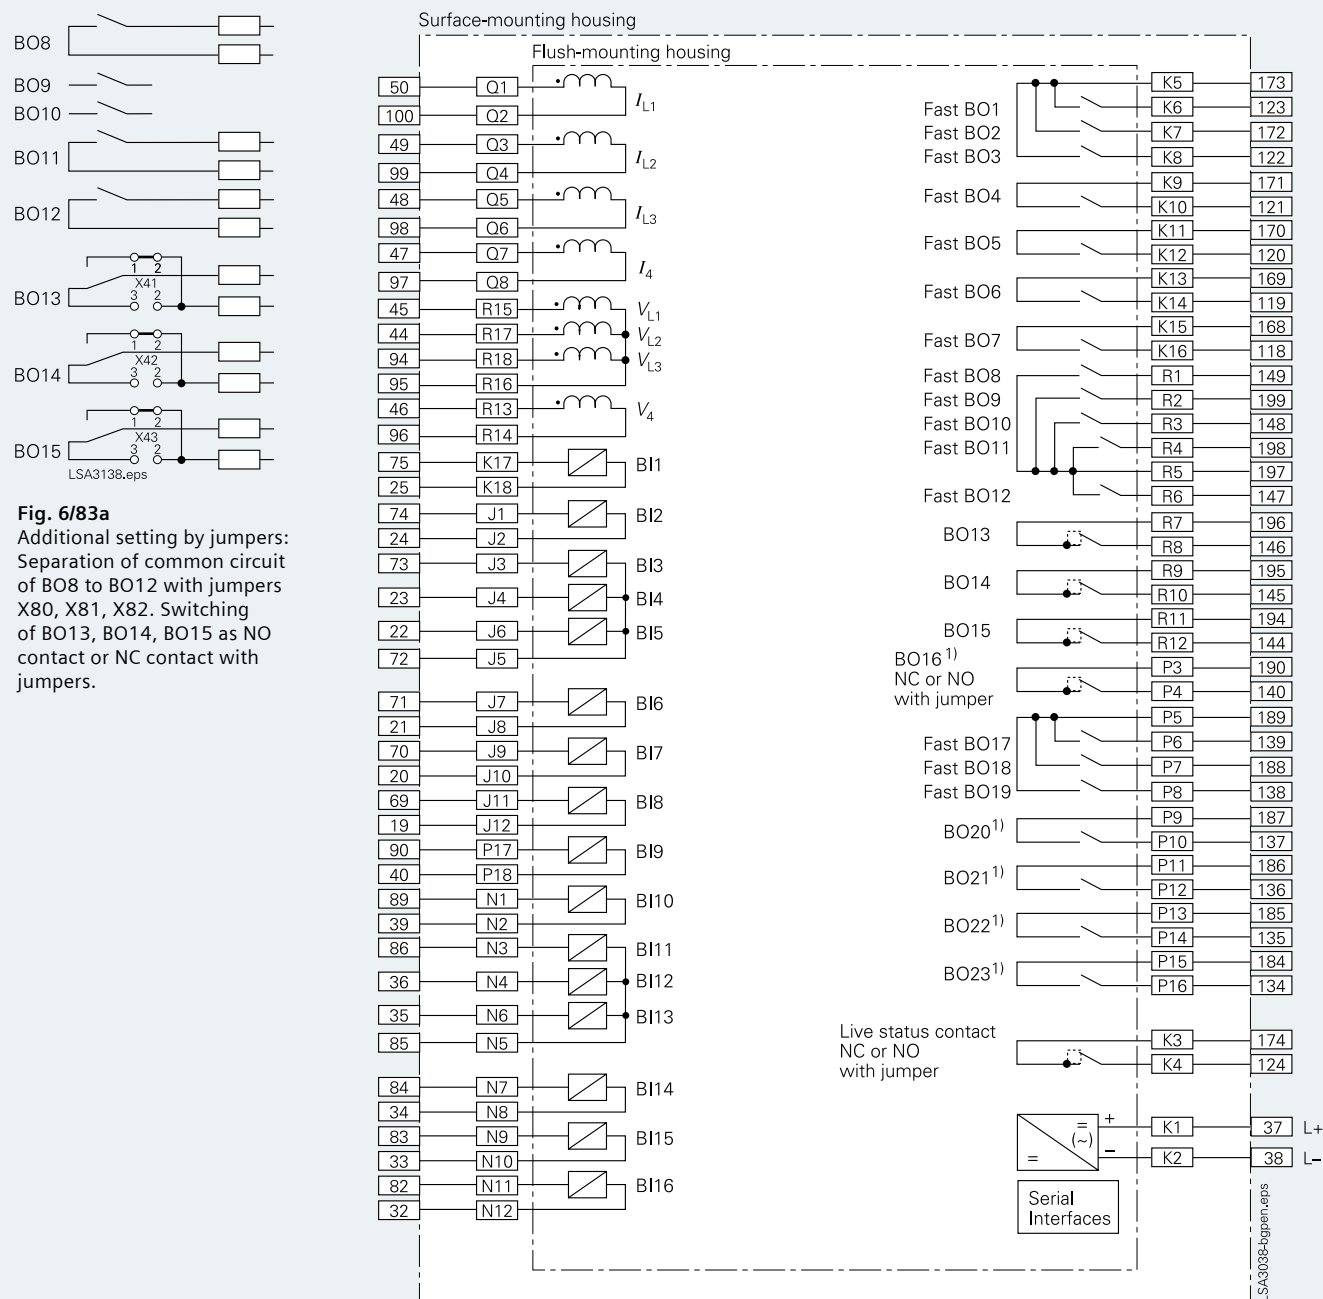 Surface-mounting housing
Flush-mounting housing
BO8
BO9
BO10
BO11
BO12
BO13
1 2
X41
3 2
BO14
1 2
X42
3 2
BO15
1 2
X43
3 2
LSA3138.eps
Fig. 6/83a
Additional setting by jumpers:
Separation of common circuit
of BO8 to BO12 with jumpers
X80, X81, X82. Switching
of BO13, BO14, BO15 as NO
contact or NC contact with
jumpers.
50 Q1
IL1
100 Q2
49 Q3
IL2
99 Q4
48 Q5
IL3
98 Q6
47 Q7
I4
97 Q8
45 R15 VL1
44 R17 VL2
94 R18 VL3
95 R16
46 R13 V4
96 R14
75 K17 BI1
25 K18
74 J1 BI2
24 J2
73 J3 BI3
23 J4 BI4
22 J6 BI5
72 J5
71 J7 BI6
21 J8
70 J9 BI7
20 J10
69 J11 BI8
19 J12
90 P17 BI9
40 P18
89 N1 BI10
39 N2
86 N3 BI11
36 N4 BI12
35 N6 BI13
85 N5
84 N7 BI14
34 N8
83 N9 BI15
33 N10
82 N11 BI16
32 N12
K5 173
Fast BO1 K6 123
Fast BO2 K7 172
Fast BO3 K8 122
K9 171
Fast BO4 K10 121
K11 170
Fast BO5 K12 120
K13 169
Fast BO6 K14 119
K15 168
Fast BO7 K16 118
Fast BO8 R1 149
Fast BO9 R2 199
Fast BO10 R3 148
Fast BO11 R4 198
R5 197
Fast BO12 R6 147
R7 196
BO13 R8 146
R9 195
BO14 R10 145
R11 194
BO15 R12 144
BO16 1) P3 190
NC or NO
with jumper P4 140
P5 189
Fast BO17 P6 139
Fast BO18 P7 188
Fast BO19 P8 138
P9 187
BO20 1) P10 137
P11 186
BO21 1) P12 136
P13 185
BO22 1) P14 135
P15 184
BO23 1) P16 134
Live status contact K3 174
NC or NO
with jumper K4 124
= (~) =
+ K1 37 L+
– K2 38 L–
Serial
Interfaces
LSA3038-bgpen.eps